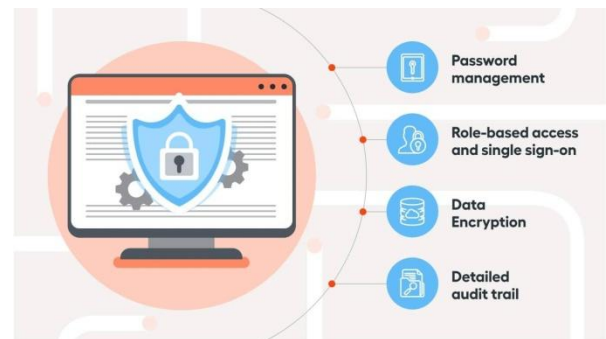 Password
management
Role-based access
and single sign-on
Data
Encryption
Detailed
audit trail